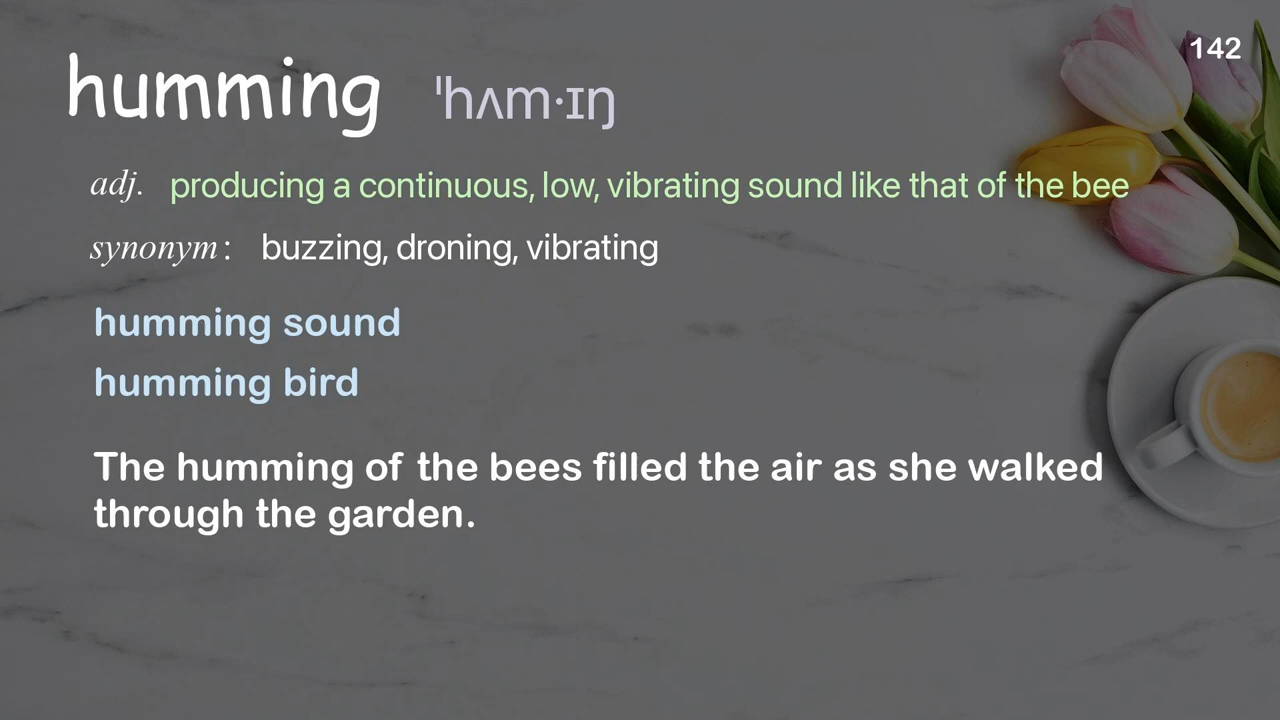 142
humming ˈhʌm·ɪŋ
adj. producing a continuous, low, vibrating sound like that of the bee
synonym: buzzing, droning, vibrating
humming sound
humming bird
The humming of the bees filled the air as she walked
through the garden.